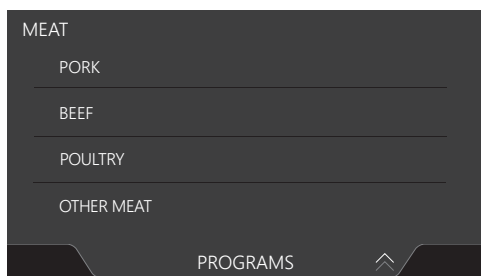 MEAT
PORK
BEEF
POULTRY
OTHER MEAT
PROGRAMS